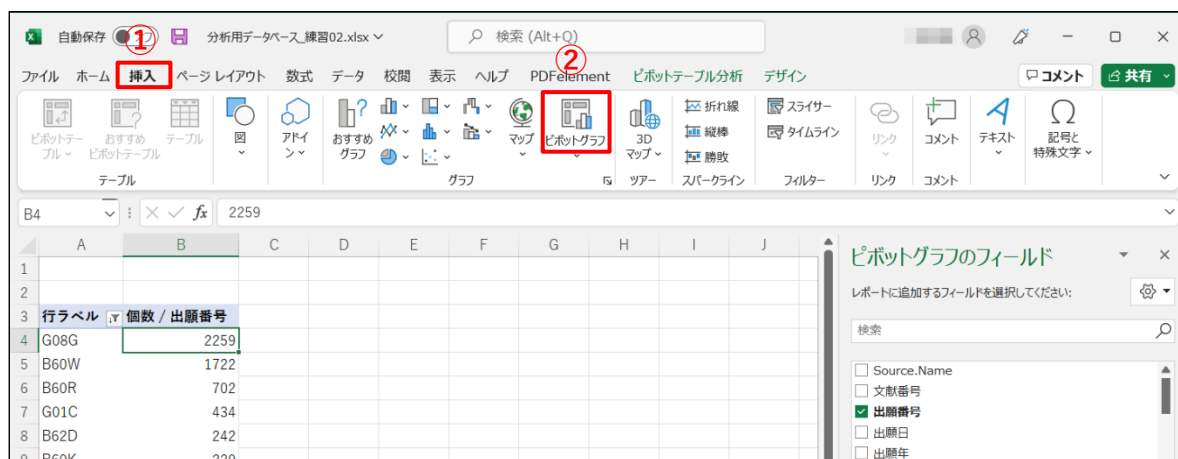 ① ②
自動保存 オフ 分析用データベース_練習02.xlsx 検索 (Alt+Q)
ファイル ホーム 挿入 ページ レイアウト 数式 データ 校閲 表示 ヘルプ PDFelement ピボットテーブル分析 デザイン コメント 共有
ピボットテーブル おすすめピボットテーブル テーブル 図 アドイン おすすめグラフ マップ ピボットグラフ 3Dマップ 折れ線 スライサー リンク コメント テキスト 記号と特殊文字
縦棒 タイムライン
勝敗
テーブル グラフ ツアー スパークライン フィルター リンク コメント
B4 fx 2259
A B C D E F G H I J
1
2
3 行ラベル 個数 / 出願番号
4 G08G 2259
5 B60W 1722
6 B60R 702
7 G01C 434
8 B62D 242
9 B60K
ピボットグラフのフィールド
レポートに追加するフィールドを選択してください:
検索
Source.Name
文献番号
出願番号
出願日
出願年